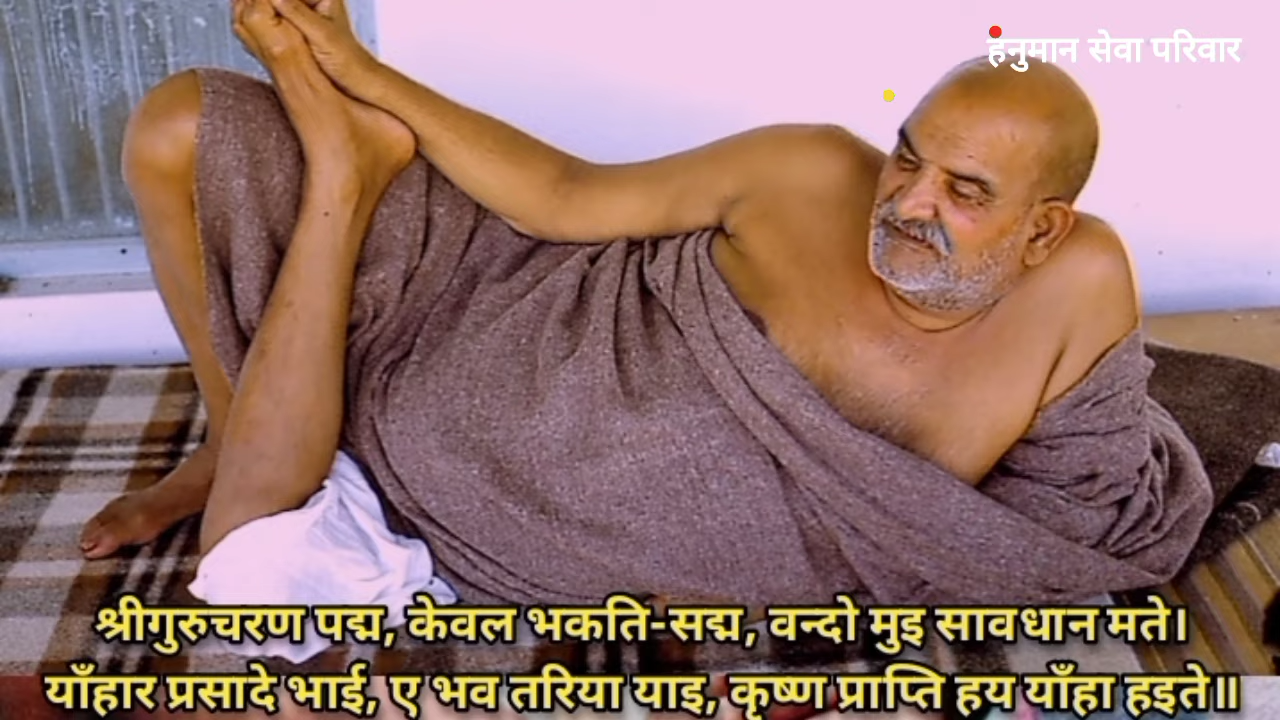 हनुमान सेवा परिवार
श्रीगुरुचरण पद्म, केवल भकति-सद्म, वन्दो मुइ सावधान मते।
याँहार प्रसादे भाई, ए भव तरिया याइ, कृष्ण प्राप्ति हय याँहा हइते॥